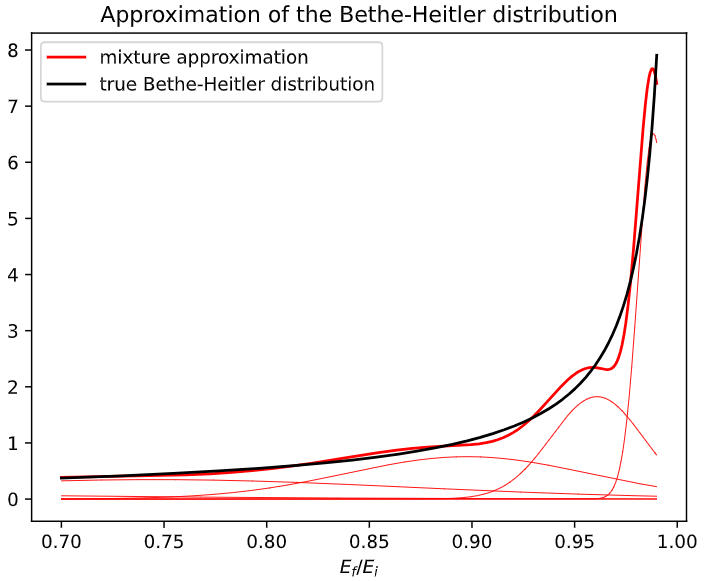 Approximation of the Bethe-Heitler distribution
mixture approximation
true Bethe-Heitler distribution
8
7
6
5
4
3
2
1
0
0.70 0.75 0.80 0.85 0.90 0.95 1.00
E_f/E_i